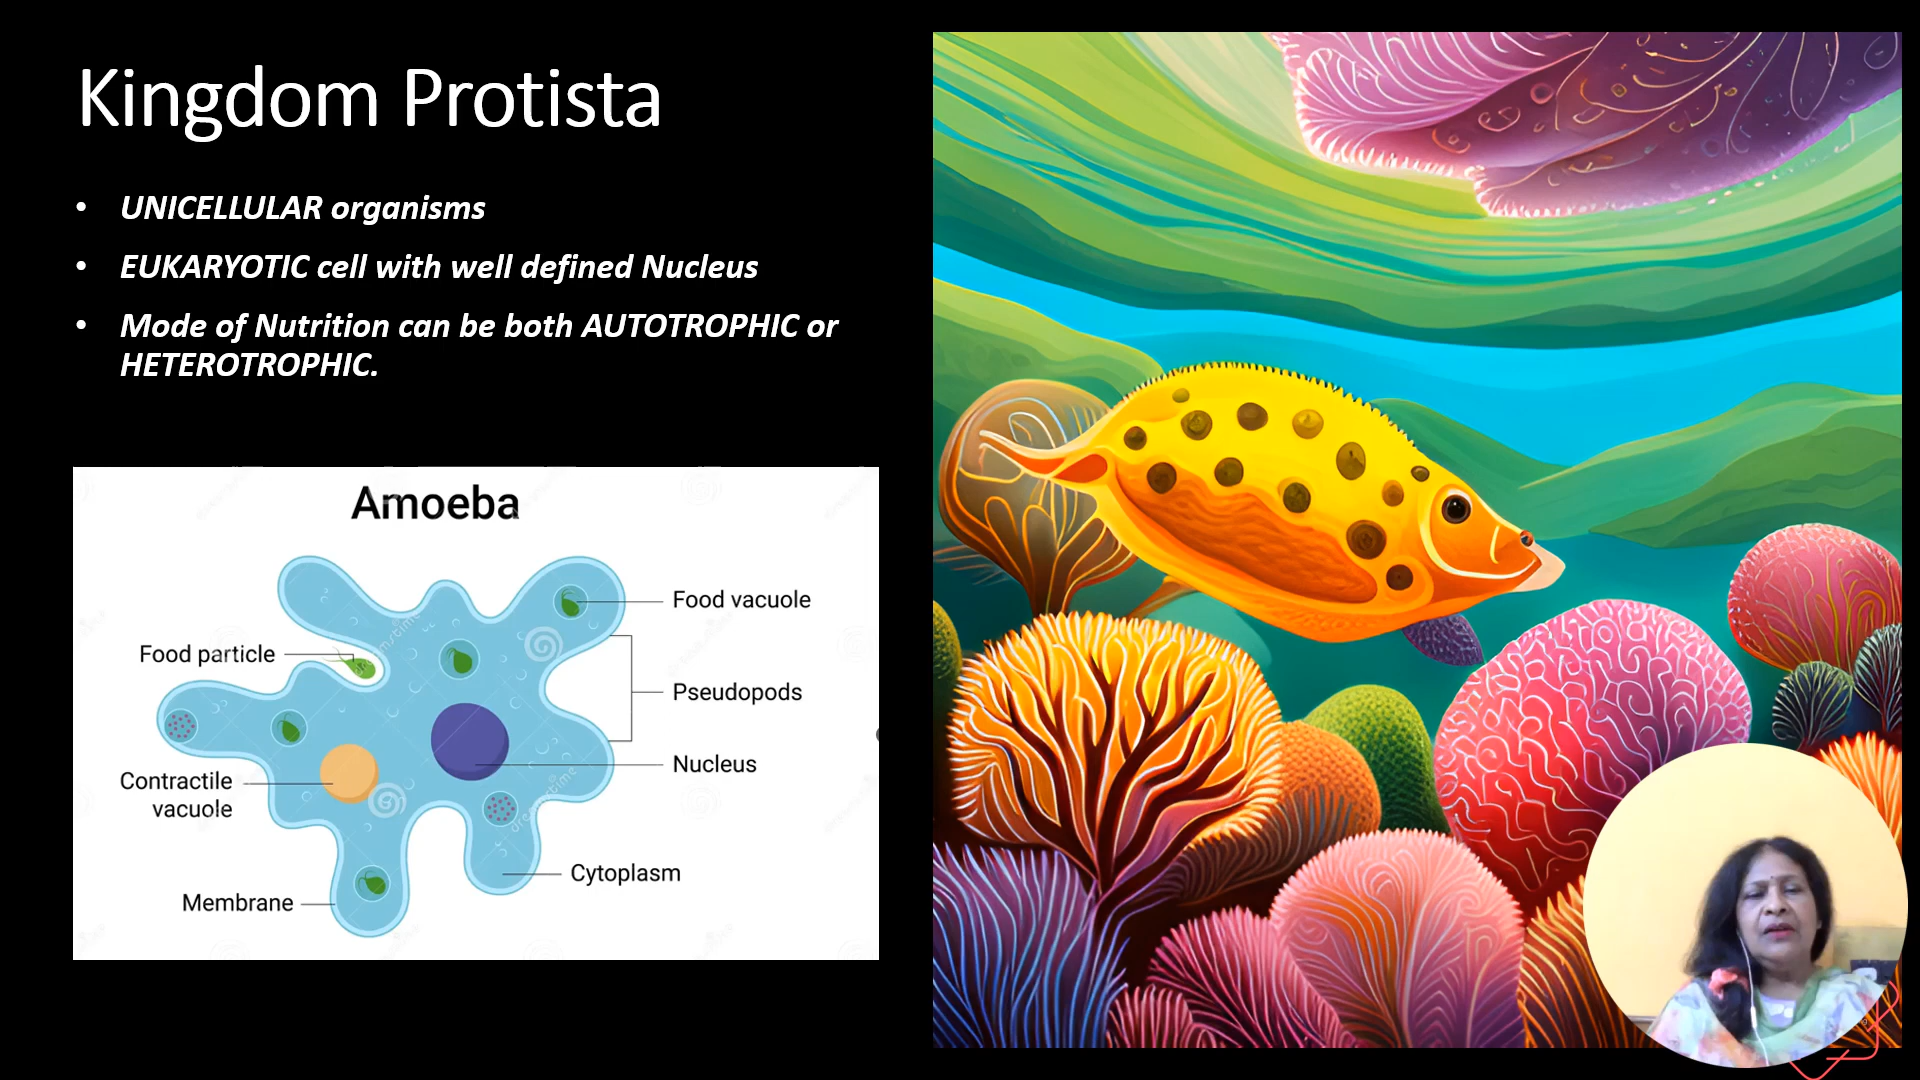 Kingdom Protista
• UNICELLULAR organisms
• EUKARYOTIC cell with well defined Nucleus
• Mode of Nutrition can be both AUTOTROPHIC or
HETEROTROPHIC.
Amoeba
Food vacuole
Food particle
Pseudopods
Nucleus
Contractile
vacuole
Cytoplasm
Membrane